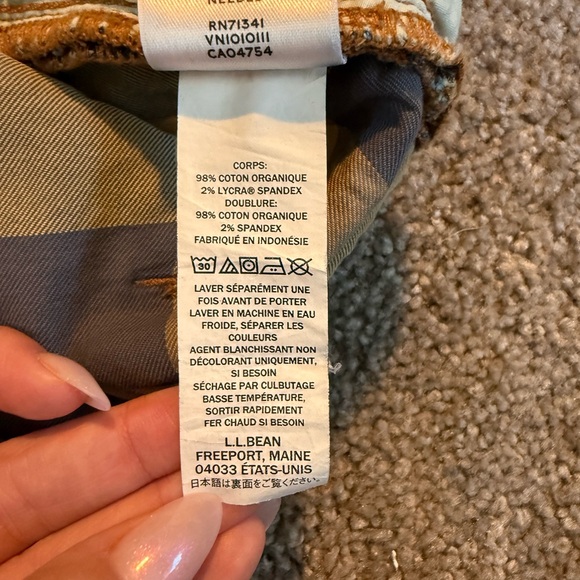 NEEDED
RN71341
VN1010111
CA04754
CORPS:
98% COTON ORGANIQUE
2% LYCRA® SPANDEX
DOUBLURE:
98% COTON ORGANIQUE
2% SPANDEX
FABRIQUÉ EN INDONÉSIE
30
LAVER SÉPARÉMENT UNE
FOIS AVANT DE PORTER
LAVER EN MACHINE EN EAU
FROIDE, SÉPARER LES
COULEURS
AGENT BLANCHISSANT NON
DÉCOLORANT UNIQUEMENT,
SI BESOIN
SÉCHAGE PAR CULBUTAGE
BASSE TEMPÉRATURE,
SORTIR RAPIDEMENT
FER CHAUD SI BESOIN
L.L.BEAN
FREEPORT, MAINE
04033 ÉTATS-UNIS
日本語は裏面をご覧ください。